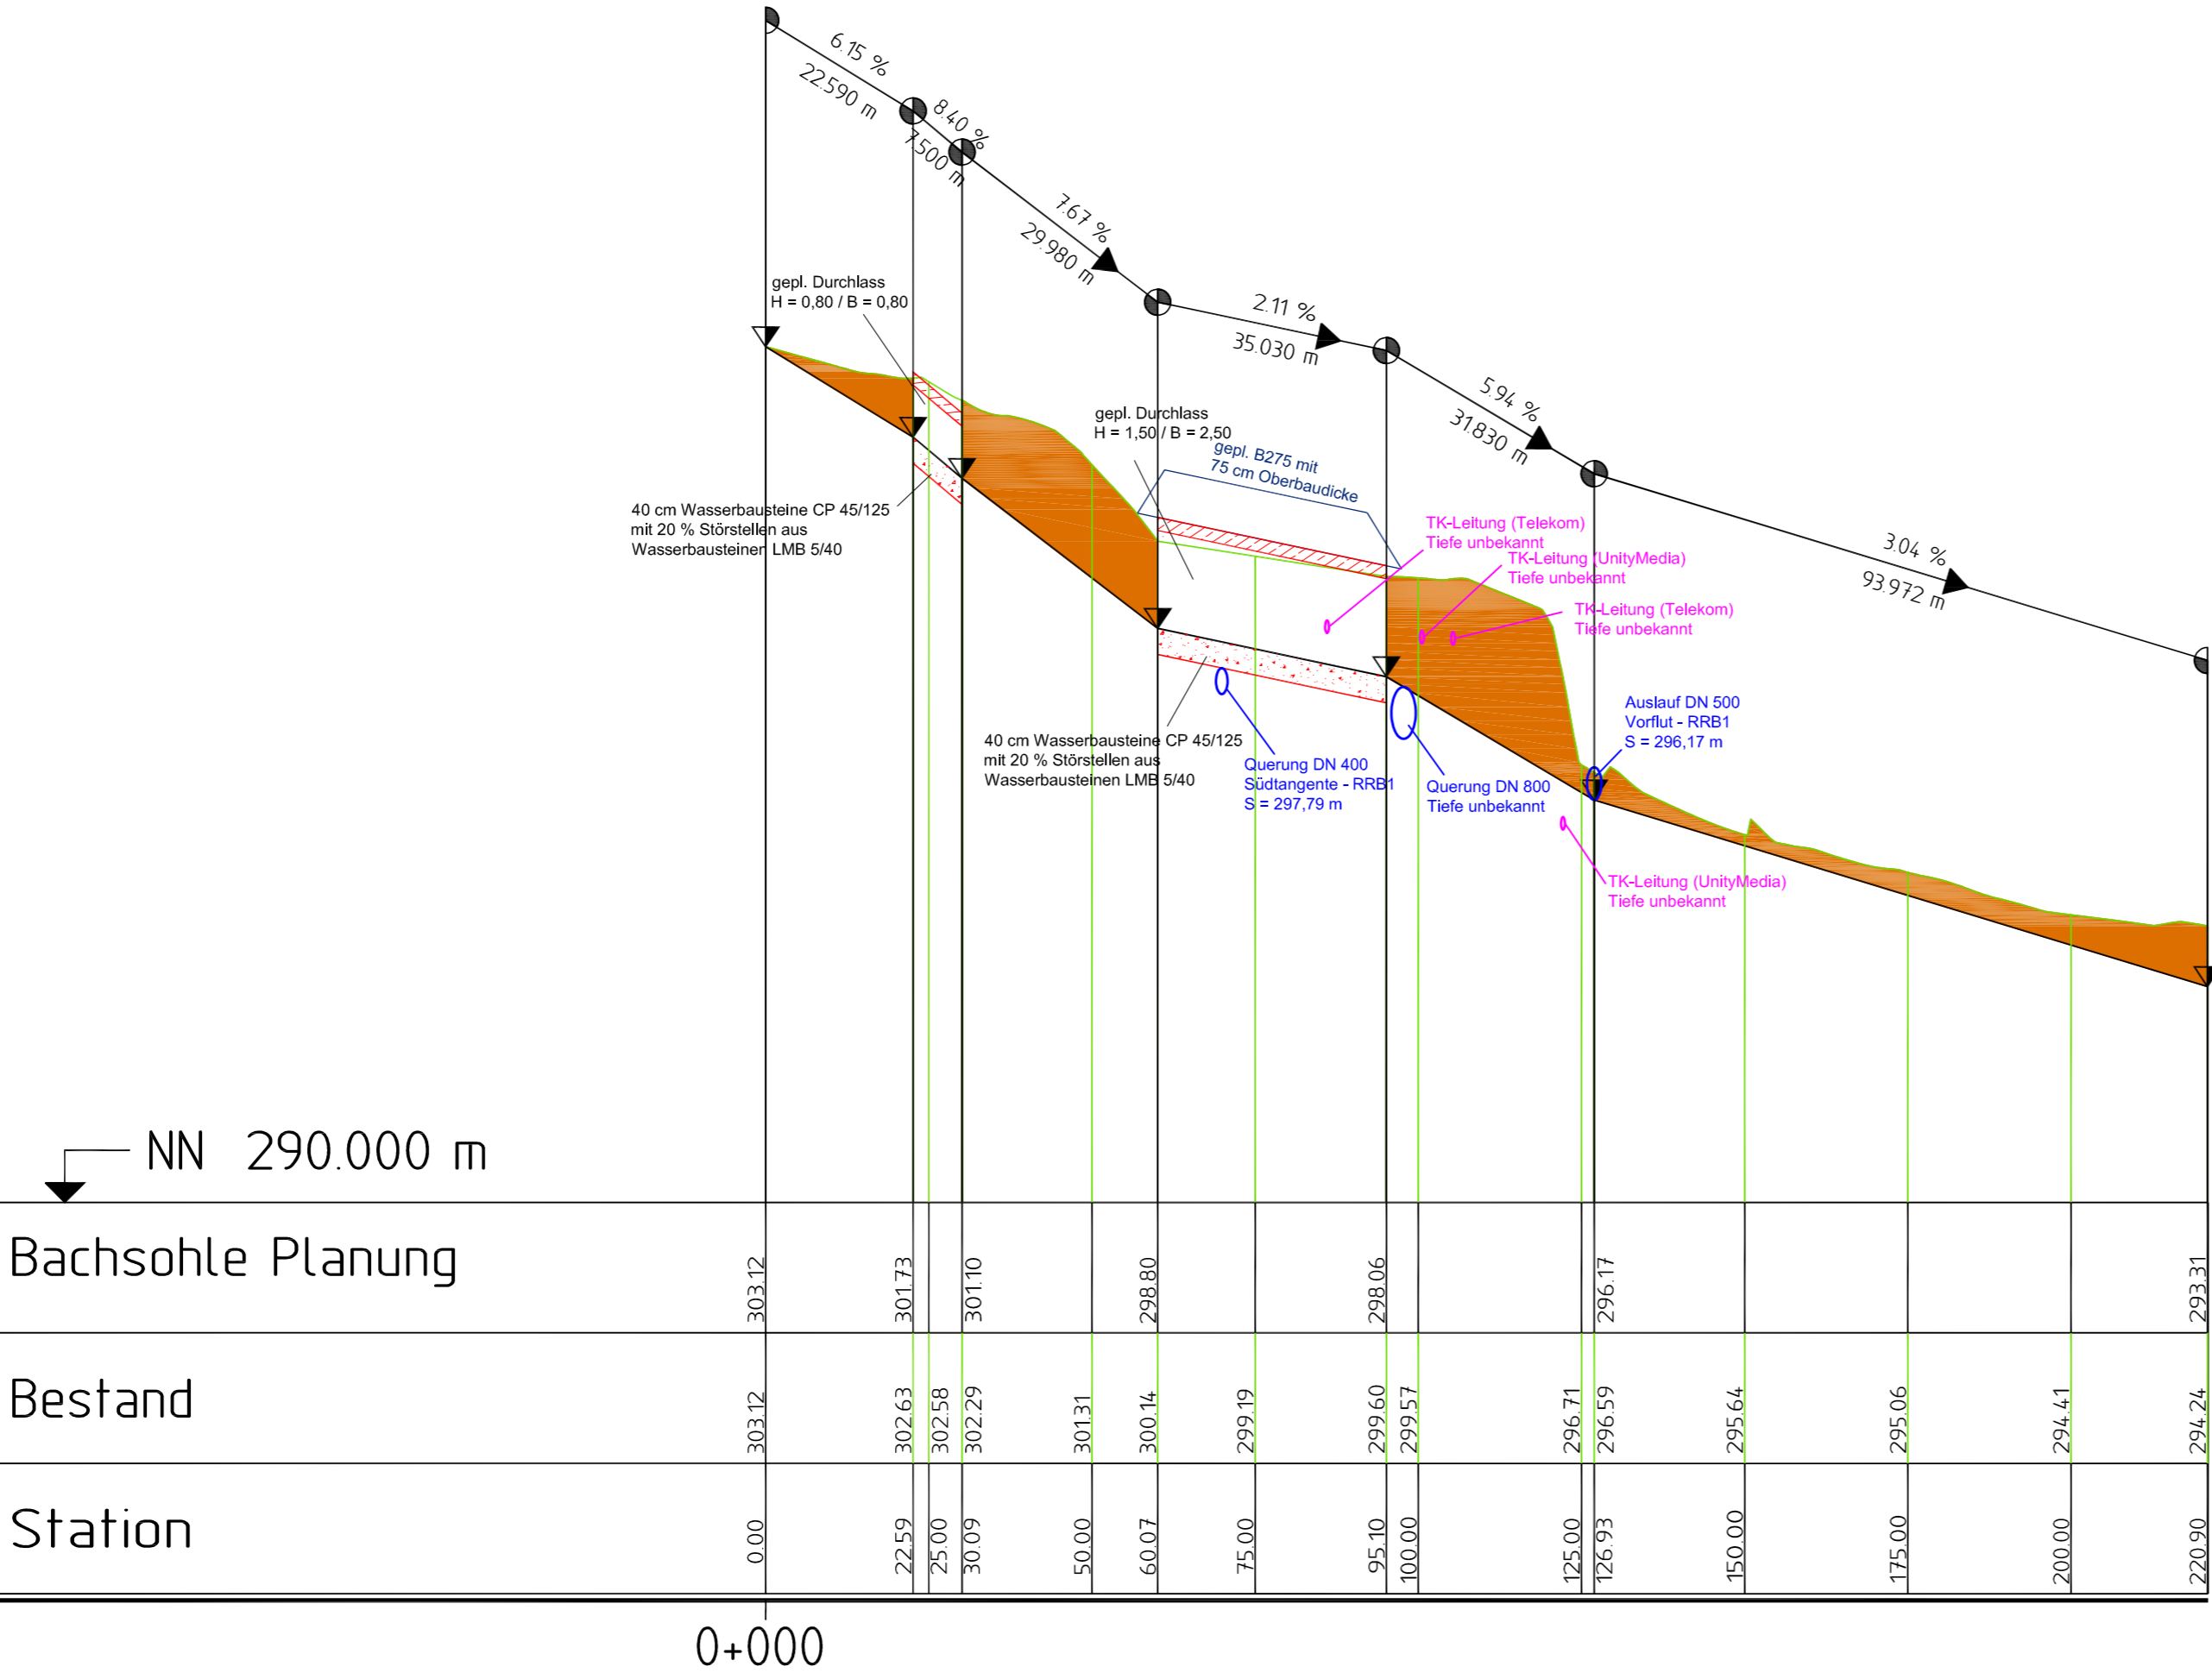 6.15 %
22.590 m
8.40 %
7.500 m
7.67 %
29.980 m
2.11 %
35.030 m
5.94 %
31.830 m
3.04 %
93.972 m
gepl. Durchlass
H = 0,80 / B = 0,80
40 cm Wasserbausteine CP 45/125
mit 20 % Störstellen aus
Wasserbausteinen LMB 5/40
gepl. Durchlass
H = 1,50 / B = 2,50
gepl. B275 mit
75 cm Oberbaudicke
TK-Leitung (Telekom)
Tiefe unbekannt
TK-Leitung (UnityMedia)
Tiefe unbekannt
TK-Leitung (Telekom)
Tiefe unbekannt
40 cm Wasserbausteine CP 45/125
mit 20 % Störstellen aus
Wasserbausteinen LMB 5/40
Querung DN 400
Südtangente - RRB1
S = 297,79 m
Querung DN 800
Tiefe unbekannt
Auslauf DN 500
Vorflut - RRB1
S = 296,17 m
TK-Leitung (UnityMedia)
Tiefe unbekannt
NN 290.000 m
Bachsohle Planung
303.12
301.73
301.10
298.80
298.06
296.17
293.31
Bestand
303.12
302.63
302.58
302.29
301.31
300.14
299.19
299.60
299.57
296.71
296.59
295.64
295.06
294.41
294.24
Station
0.00
22.59
25.00
30.09
50.00
60.07
75.00
95.10
100.00
125.00
126.93
150.00
175.00
200.00
220.90
0+000